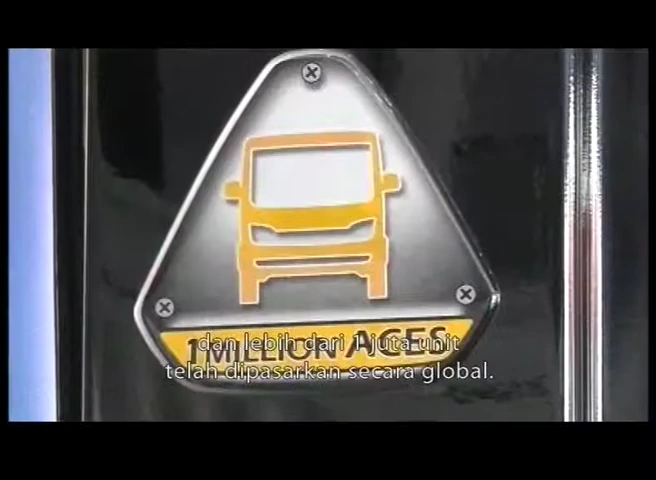 1 MILLION ACES
dan lebih dari 1 juta unit
telah dipasarkan secara global.